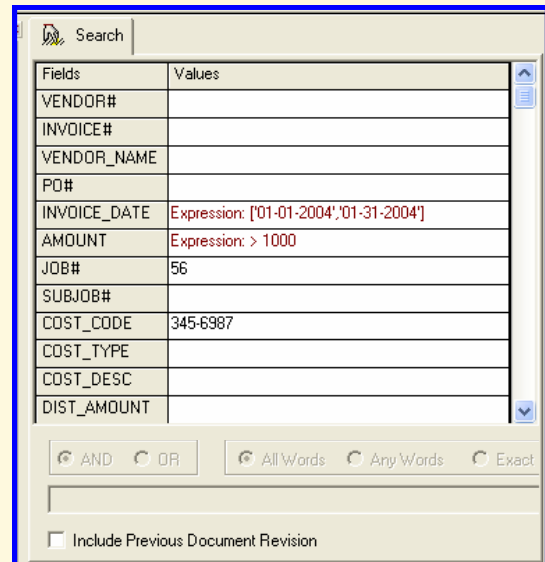 Search
Fields Values
VENDOR#
INVOICE#
VENDOR_NAME
PO#
INVOICE_DATE Expression: ['01-01-2004','01-31-2004']
AMOUNT Expression: > 1000
JOB# 56
SUBJOB#
COST_CODE 345-6987
COST_TYPE
COST_DESC
DIST_AMOUNT
AND OR All Words Any Words Exact
Include Previous Document Revision